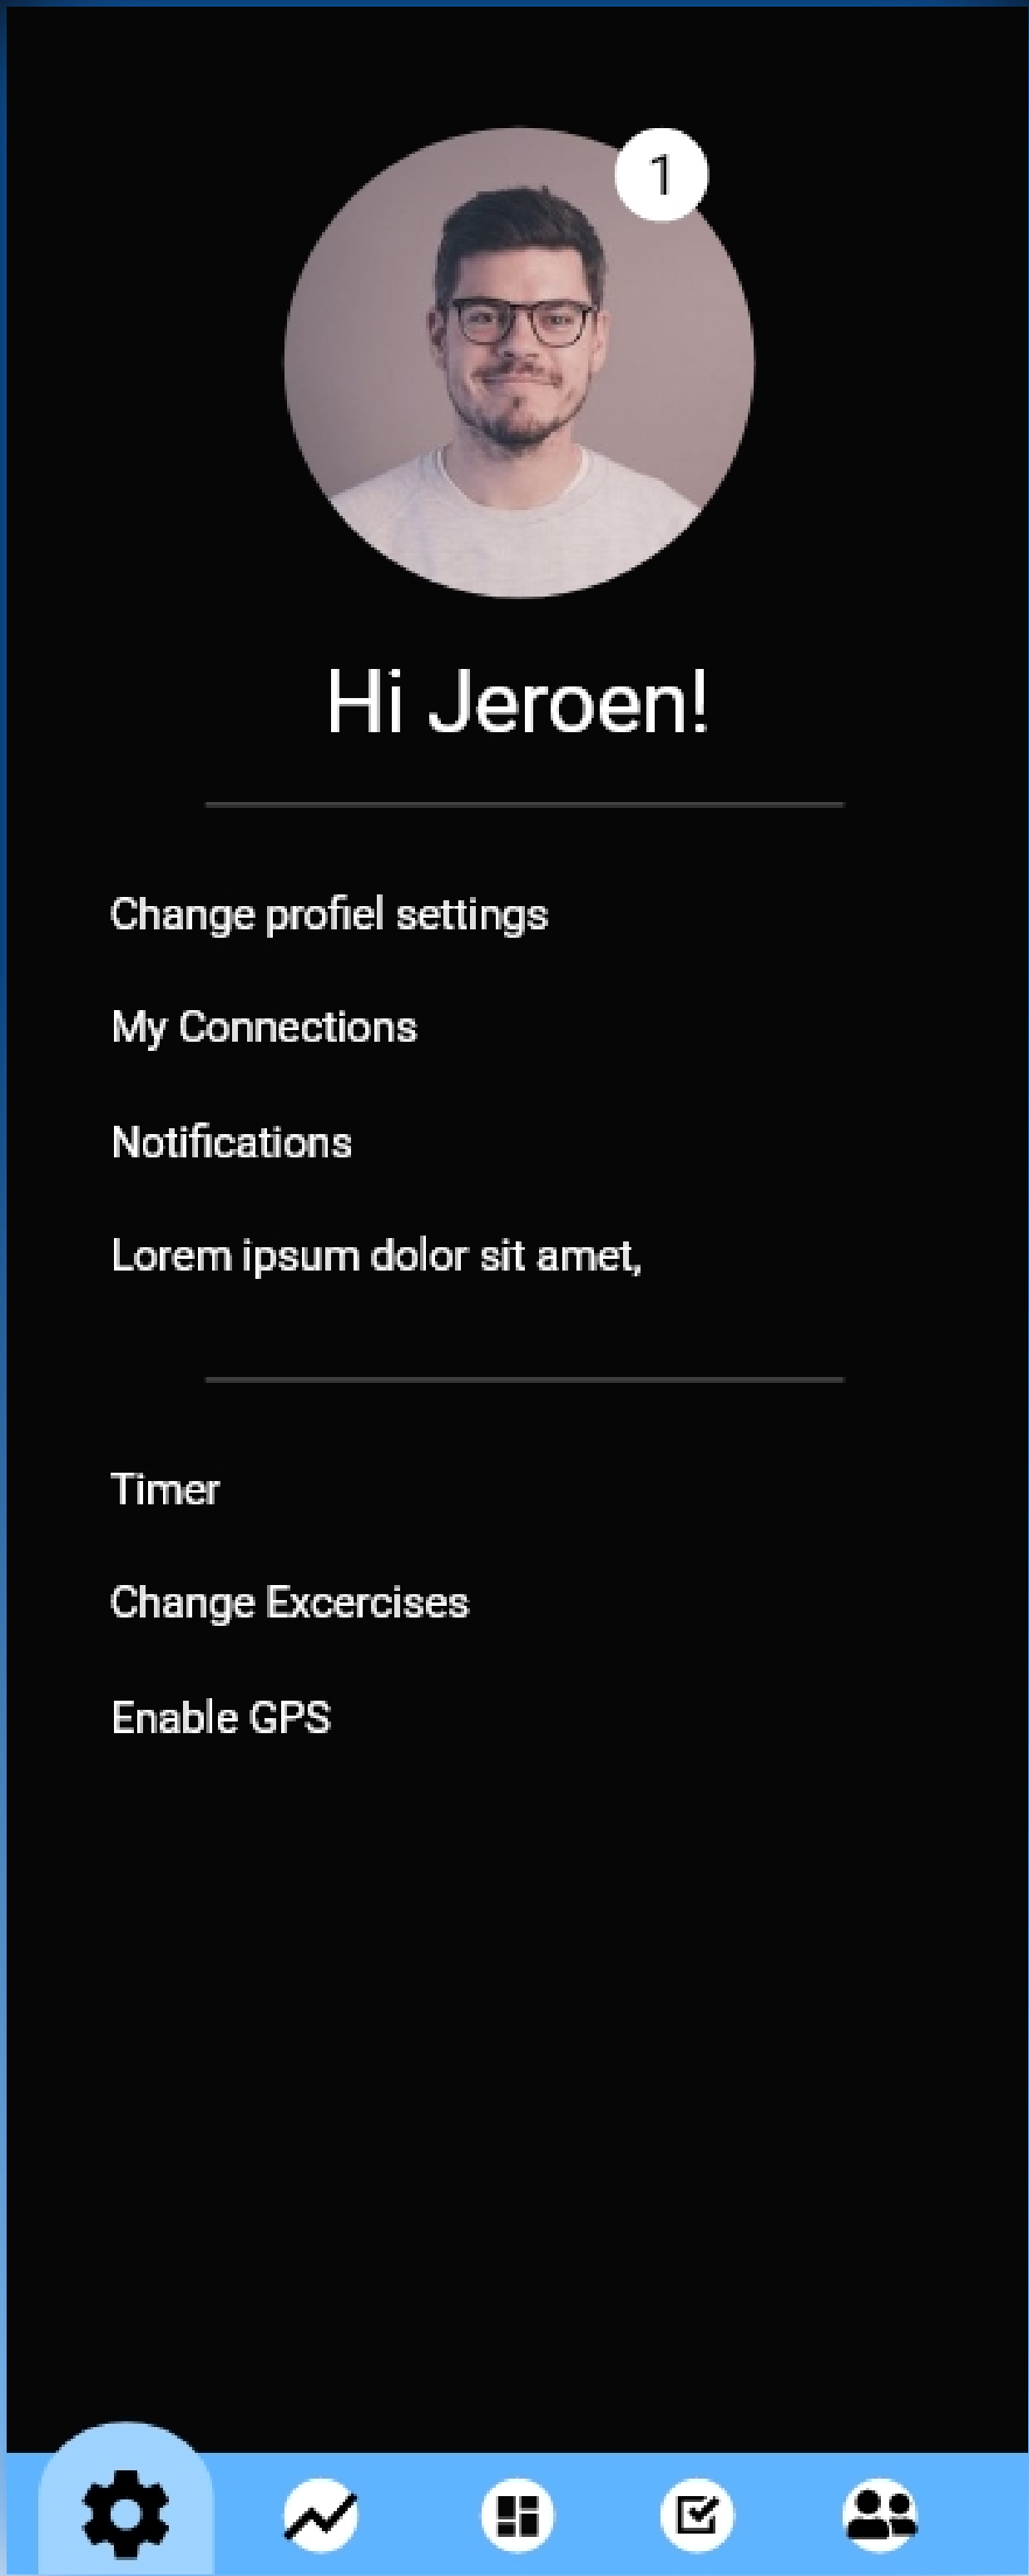 1
Hi Jeroen!
Change profiel settings
My Connections
Notifications
Lorem ipsum dolor sit amet,
Timer
Change Excercises
Enable GPS